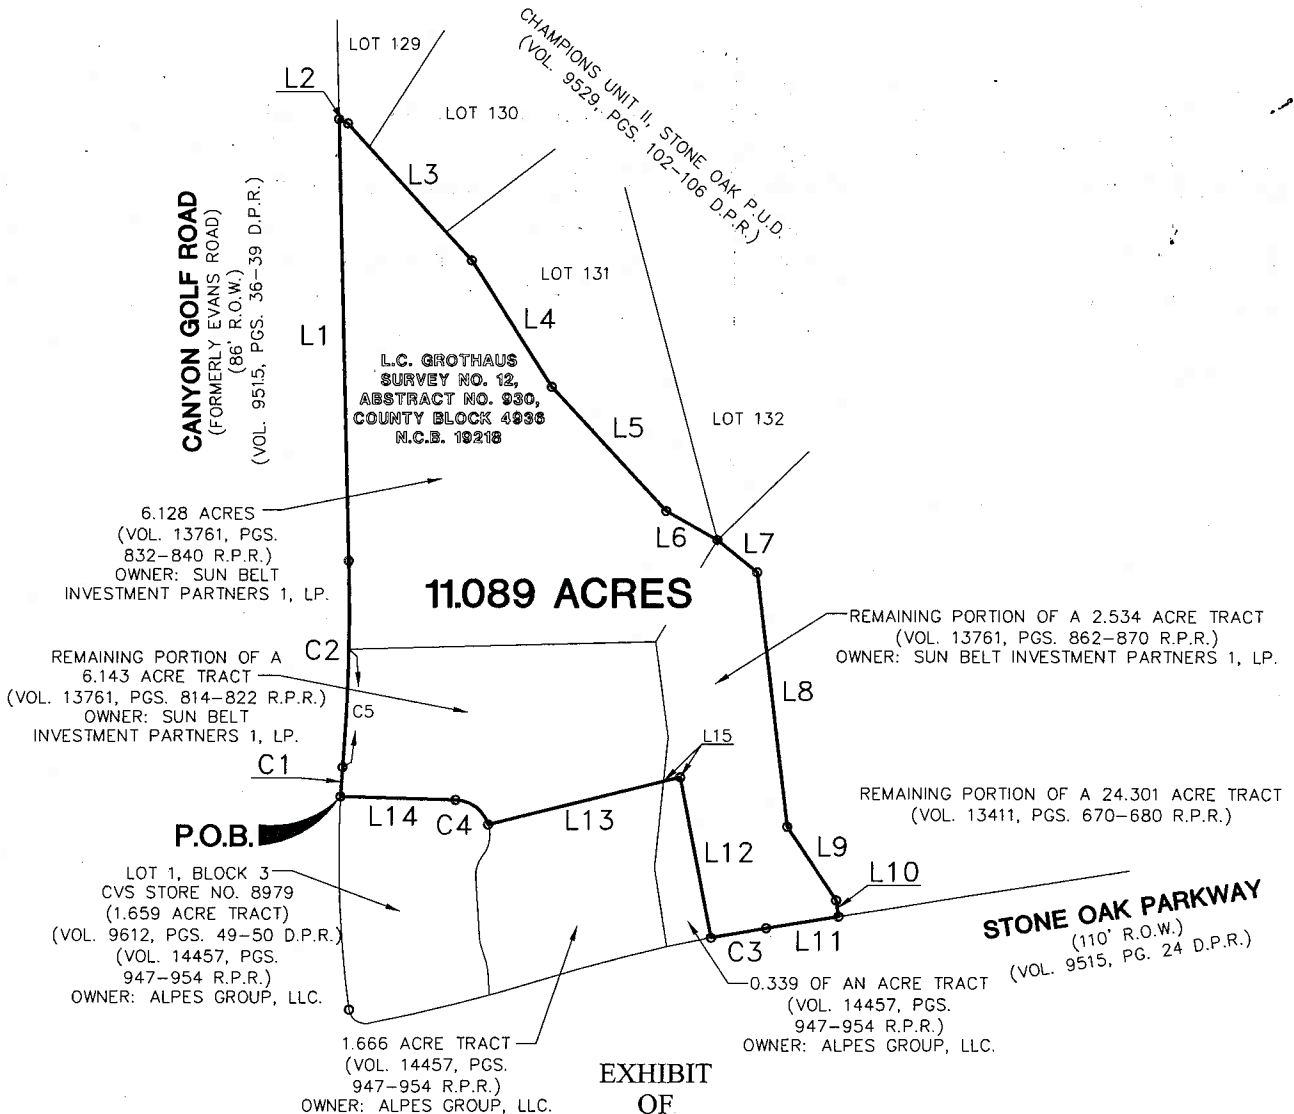 LOT 129
L2
LOT 130
CHAMPIONS UNIT II, STONE OAK P.U.D.
(VOL. 9529, PGS. 102-106 D.P.R.)
L3
CANYON GOLF ROAD
(FORMERLY EVANS ROAD)
(86' R.O.W.)
(VOL. 9515, PGS. 36-39 D.P.R.)
LOT 131
L1
L4
L.C. GROTHAUS
SURVEY NO. 12,
ABSTRACT NO. 930,
COUNTY BLOCK 4936
N.C.B. 19218
L5
LOT 132
6.128 ACRES
(VOL. 13761, PGS.
832-840 R.P.R.)
OWNER: SUN BELT
INVESTMENT PARTNERS 1, LP.
L6
L7
11.089 ACRES
REMAINING PORTION OF A 2.534 ACRE TRACT
(VOL. 13761, PGS. 862-870 R.P.R.)
OWNER: SUN BELT INVESTMENT PARTNERS 1, LP.
C2
REMAINING PORTION OF A
6.143 ACRE TRACT
(VOL. 13761, PGS. 814-822 R.P.R.)
OWNER: SUN BELT
INVESTMENT PARTNERS 1, LP.
C5
L8
L15
C1
REMAINING PORTION OF A 24.301 ACRE TRACT
(VOL. 13411, PGS. 670-680 R.P.R.)
L14
C4
L13
P.O.B.
L12
L9
L10
LOT 1, BLOCK 3
CVS STORE NO. 8979
(1.659 ACRE TRACT)
(VOL. 9612, PGS. 49-50 D.P.R.)
(VOL. 14457, PGS.
947-954 R.P.R.)
OWNER: ALPES GROUP, LLC.
C3
L11
STONE OAK PARKWAY
(110' R.O.W.)
(VOL. 9515, PG. 24 D.P.R.)
0.339 OF AN ACRE TRACT
(VOL. 14457, PGS.
947-954 R.P.R.)
OWNER: ALPES GROUP, LLC.
1.666 ACRE TRACT
(VOL. 14457, PGS.
947-954 R.P.R.)
OWNER: ALPES GROUP, LLC.
EXHIBIT
OF